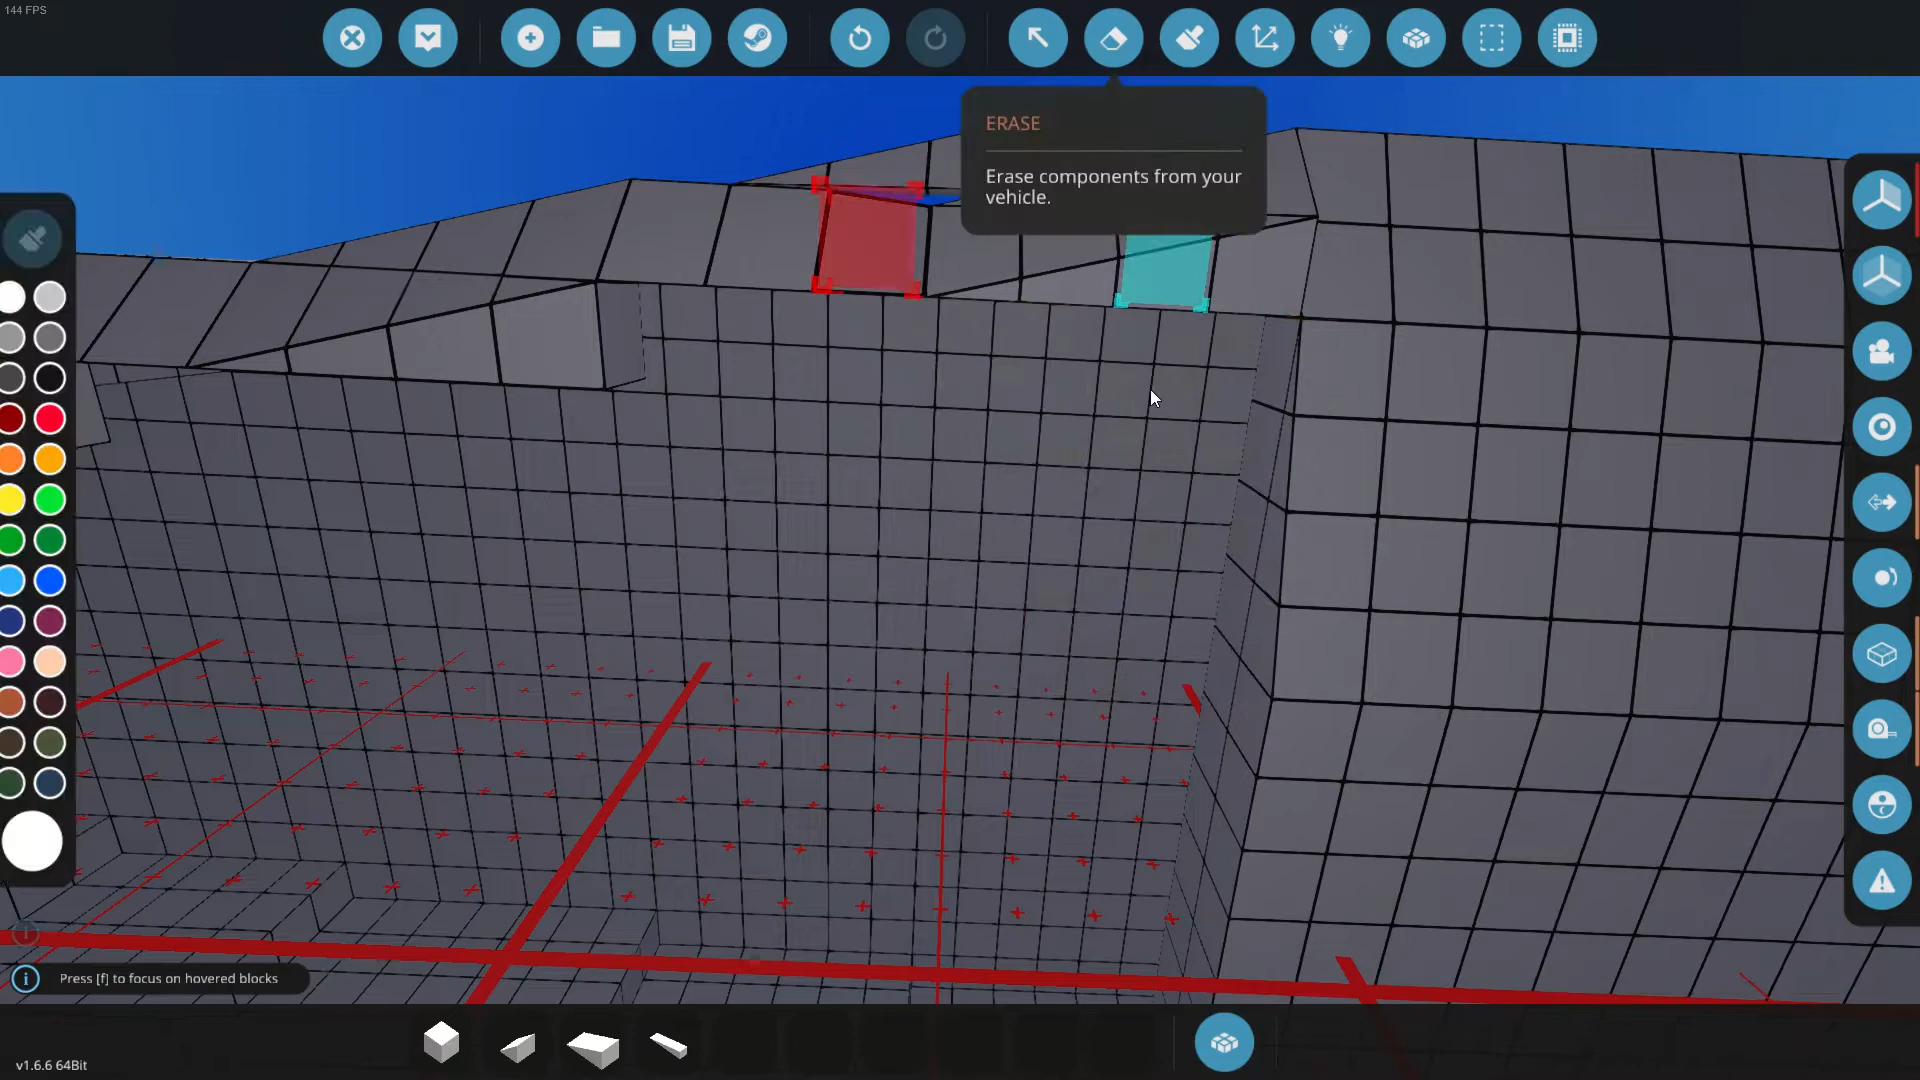 144 FPS
ERASE
Erase components from your
vehicle.
Press [f] to focus on hovered blocks
v1.6.6 64Bit